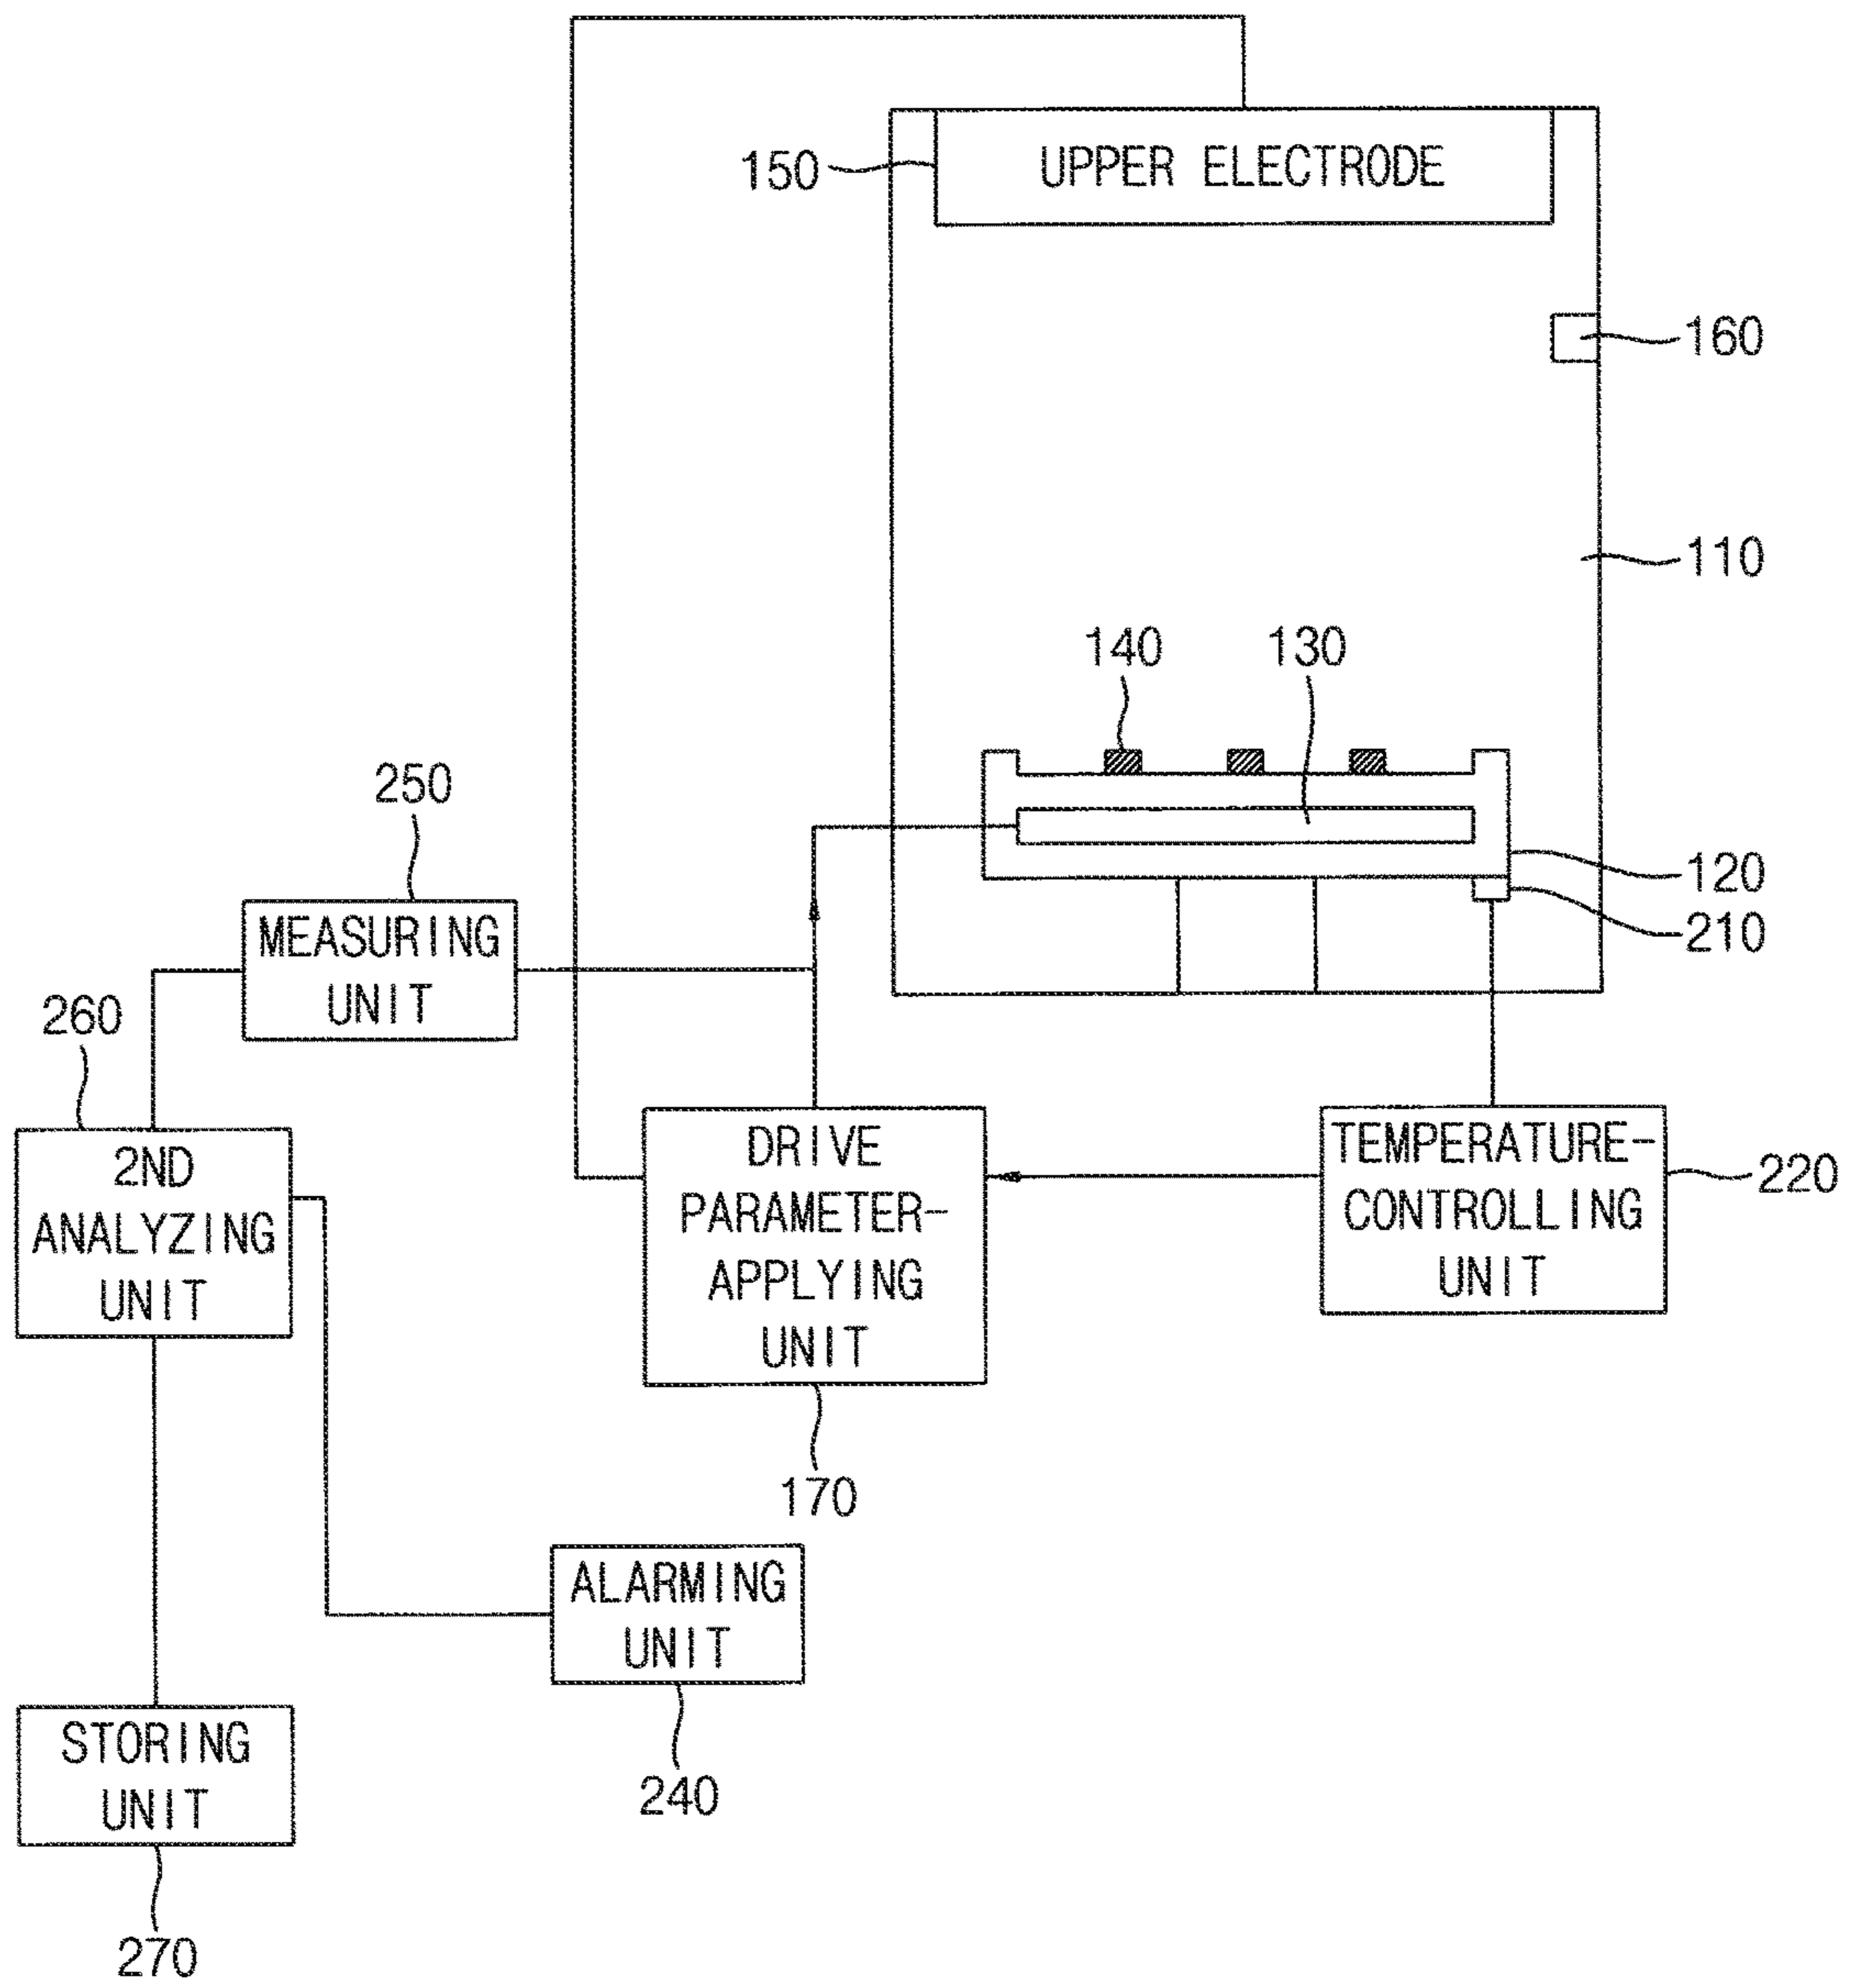 150
UPPER ELECTRODE
160
110
140
130
250
120
210
MEASURING
UNIT
260
2ND
ANALYZING
UNIT
DRIVE
PARAMETER-
APPLYING
UNIT
TEMPERATURE-
CONTROLLING
UNIT
220
170
ALARMING
UNIT
240
STORING
UNIT
270